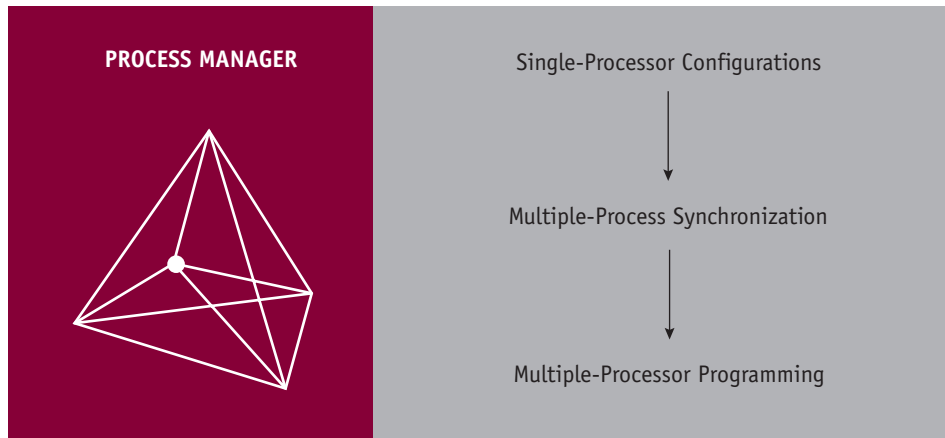 PROCESS MANAGER
Single-Processor Configurations
Multiple-Process Synchronization
Multiple-Processor Programming